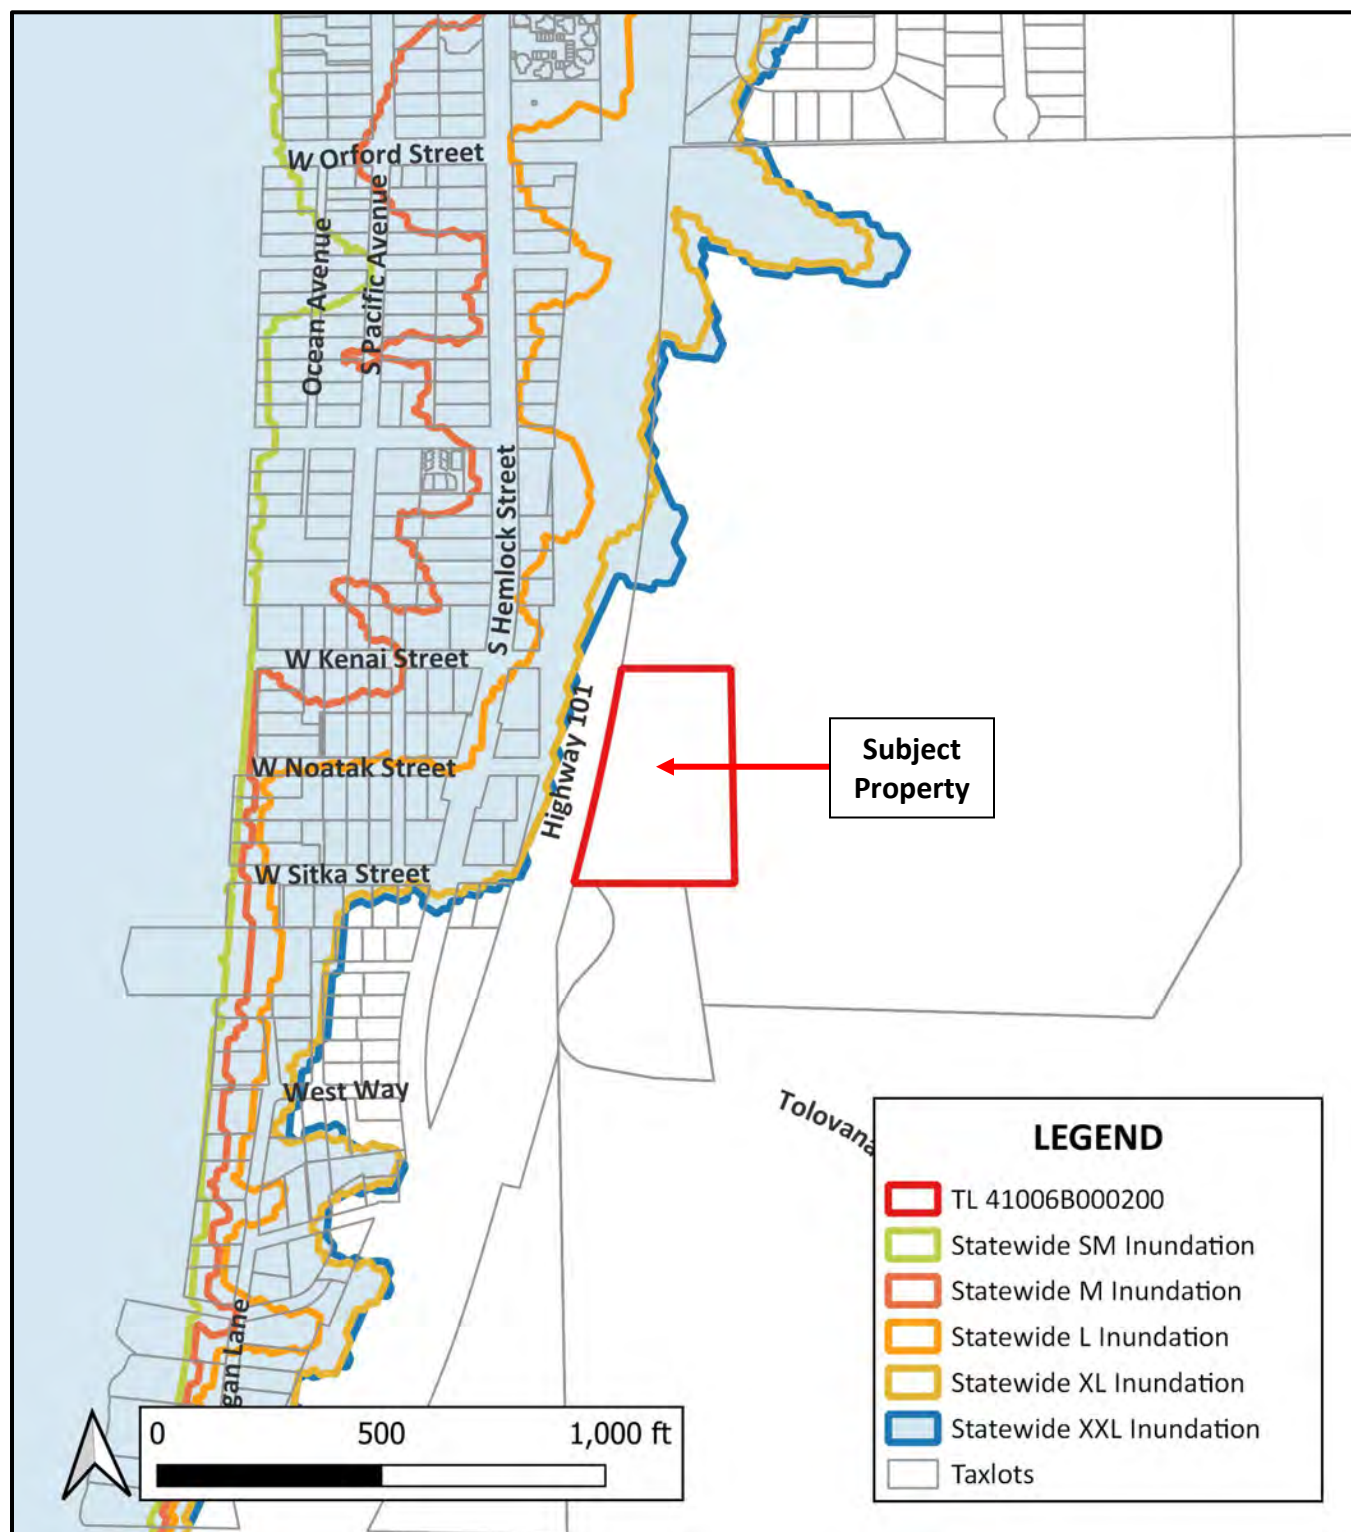 W Orford Street
Ocean Avenue
S Pacific Avenue
S Hemlock Street
W Kenai Street
Highway 101
W Noatak Street
W Sitka Street
Subject
Property
West Way
Tolovana
gan Lane
LEGEND
TL 41006B000200
Statewide SM Inundation
Statewide M Inundation
Statewide L Inundation
Statewide XL Inundation
Statewide XXL Inundation
Taxlots
0 500 1,000 ft